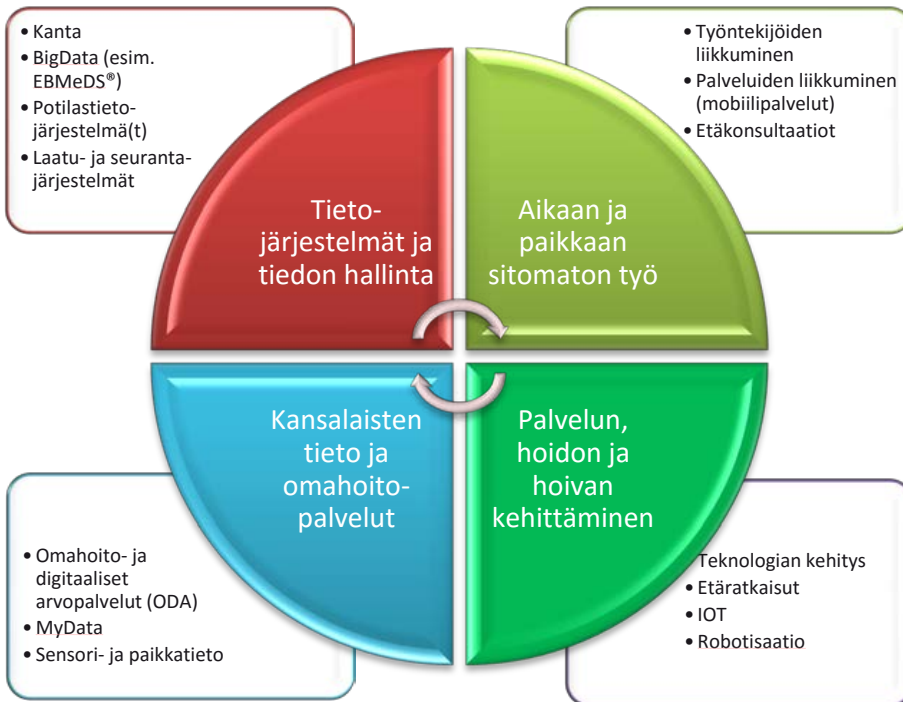 • Kanta
• BigData (esim.
EBMeDS®)
• Potilastieto-
järjestelmä(t)
• Laatu- ja seuranta-
järjestelmät
• Työntekijöiden
liikkuminen
• Palveluiden liikkuminen
(mobiilipalvelut)
• Etäkonsultaatiot
Tieto-
järjestelmät ja
tiedon hallinta
Aikaan ja
paikkaan
sitomaton työ
Kansalaisten
tieto ja
omahoito-
palvelut
Palvelun,
hoidon ja
hoivan
kehittäminen
• Omahoito- ja
digitaaliset
arvopalvelut (ODA)
• MyData
• Sensori- ja paikkatieto
Teknologian kehitys
• Etäratkaisut
• IOT
• Robotisaatio